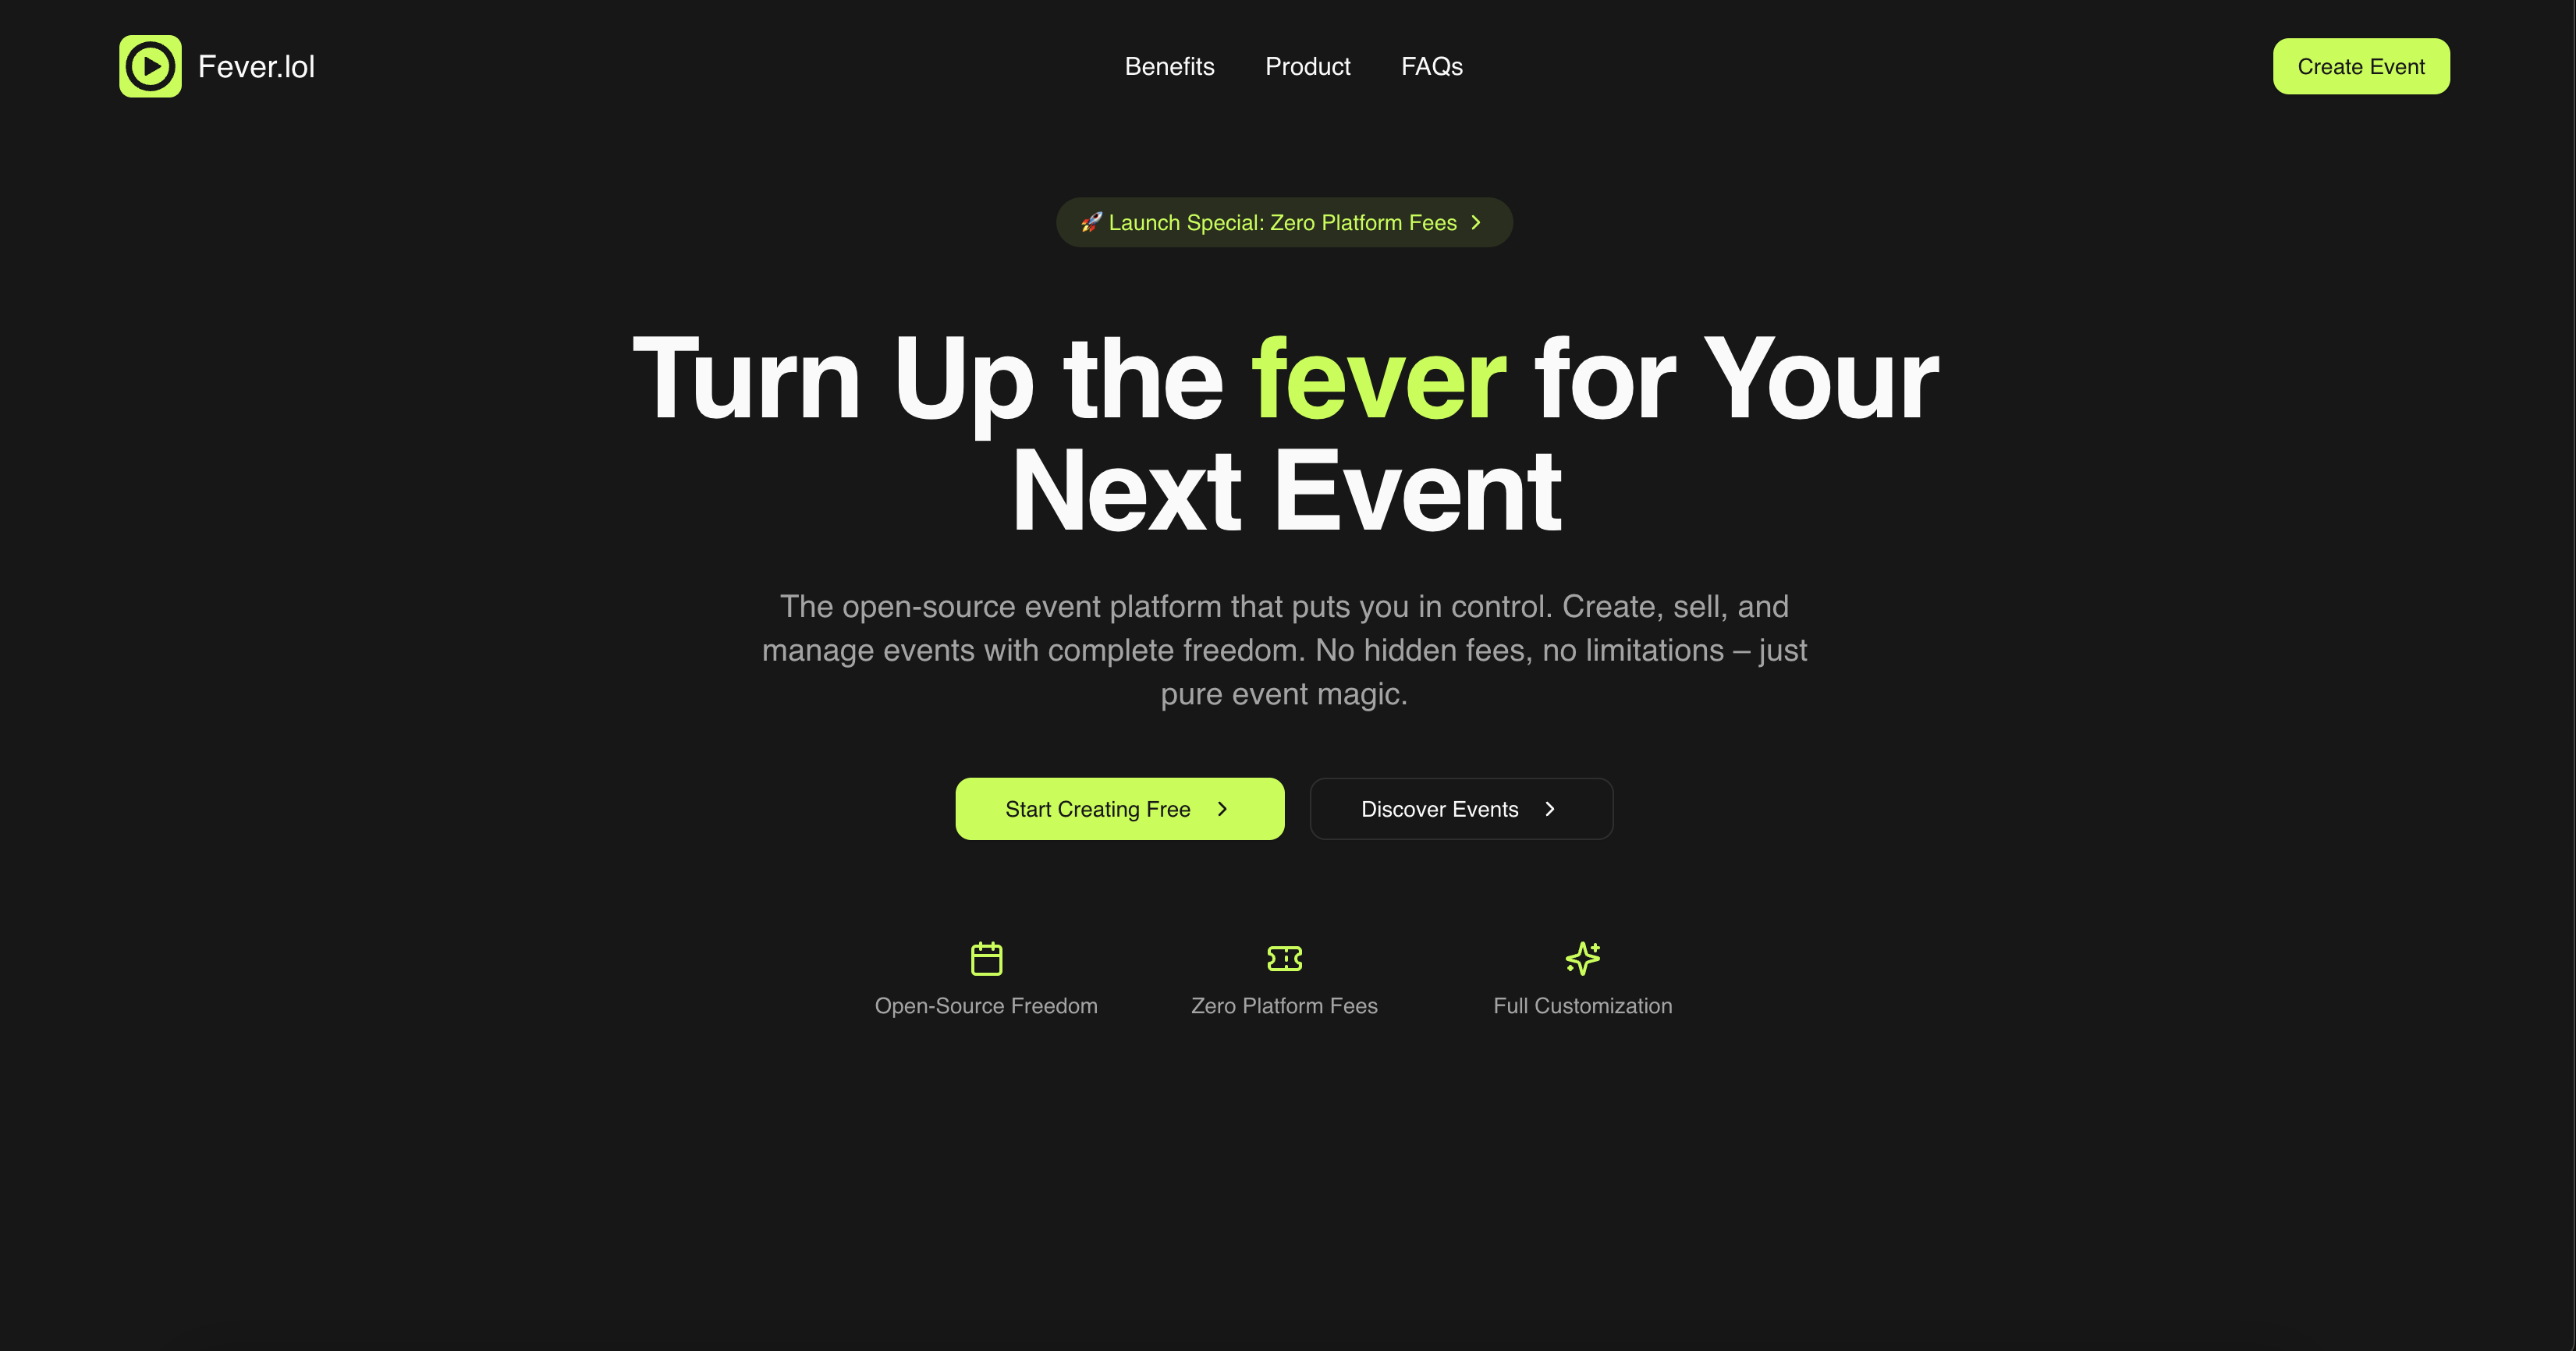 Fever.lol
Benefits
Product
FAQs
Create Event
🚀 Launch Special: Zero Platform Fees
Turn Up the fever for Your
Next Event
The open-source event platform that puts you in control. Create, sell, and
manage events with complete freedom. No hidden fees, no limitations – just
pure event magic.
Start Creating Free
Discover Events
Open-Source Freedom
Zero Platform Fees
Full Customization